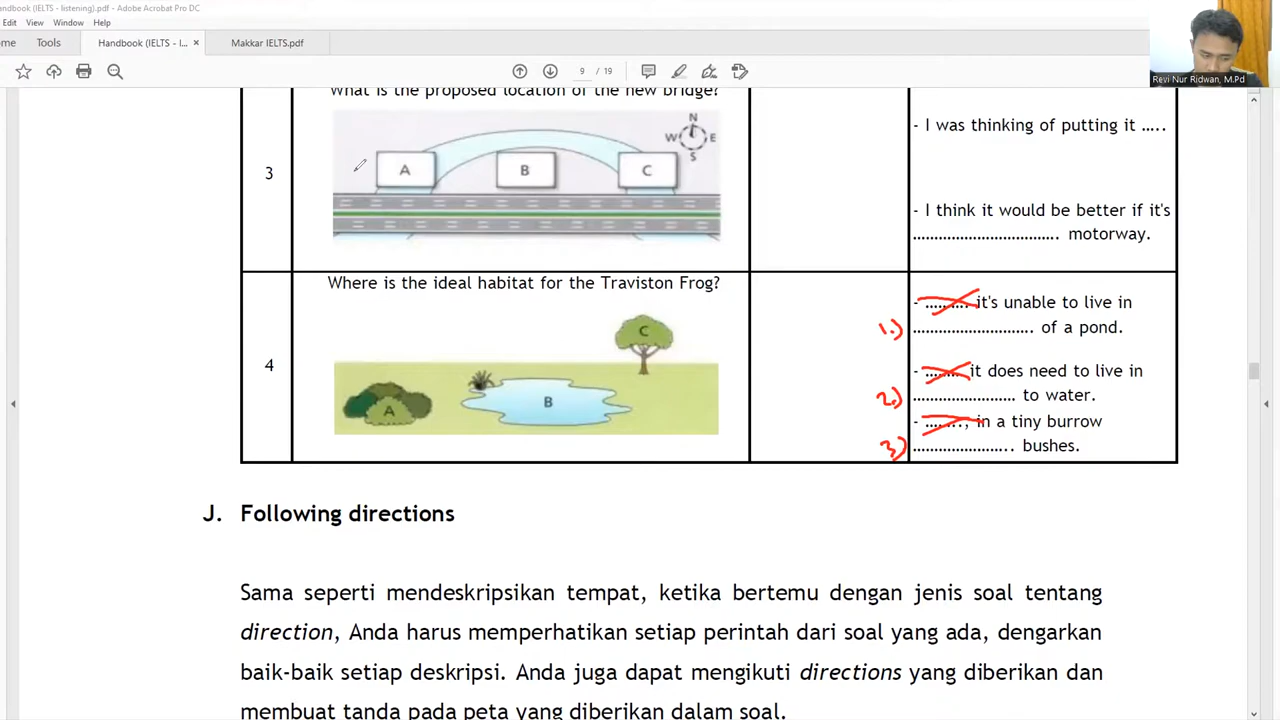 andbook (IELTS - listening).pdf - Adobe Acrobat Pro DC
Edit View Window Help
me Tools Handbook (IELTS - l... × Makkar IELTS.pdf
9 / 19
Revi Nur Ridwan, M.Pd
What is the proposed location of the new bridge?
- I was thinking of putting it …..
N
W E
S
3
A B C
- I think it would be better if it's
……………………………. motorway.
Where is the ideal habitat for the Traviston Frog?
- ………. it's unable to live in
1.) ………………………. of a pond.
C
4
- ……… it does need to live in
2.) …………………… to water.
A B
- …….., in a tiny burrow
3) ………………….. bushes.
J. Following directions
Sama seperti mendeskripsikan tempat, ketika bertemu dengan jenis soal tentang
direction, Anda harus memperhatikan setiap perintah dari soal yang ada, dengarkan
baik-baik setiap deskripsi. Anda juga dapat mengikuti directions yang diberikan dan
membuat tanda pada peta yang diberikan dalam soal.